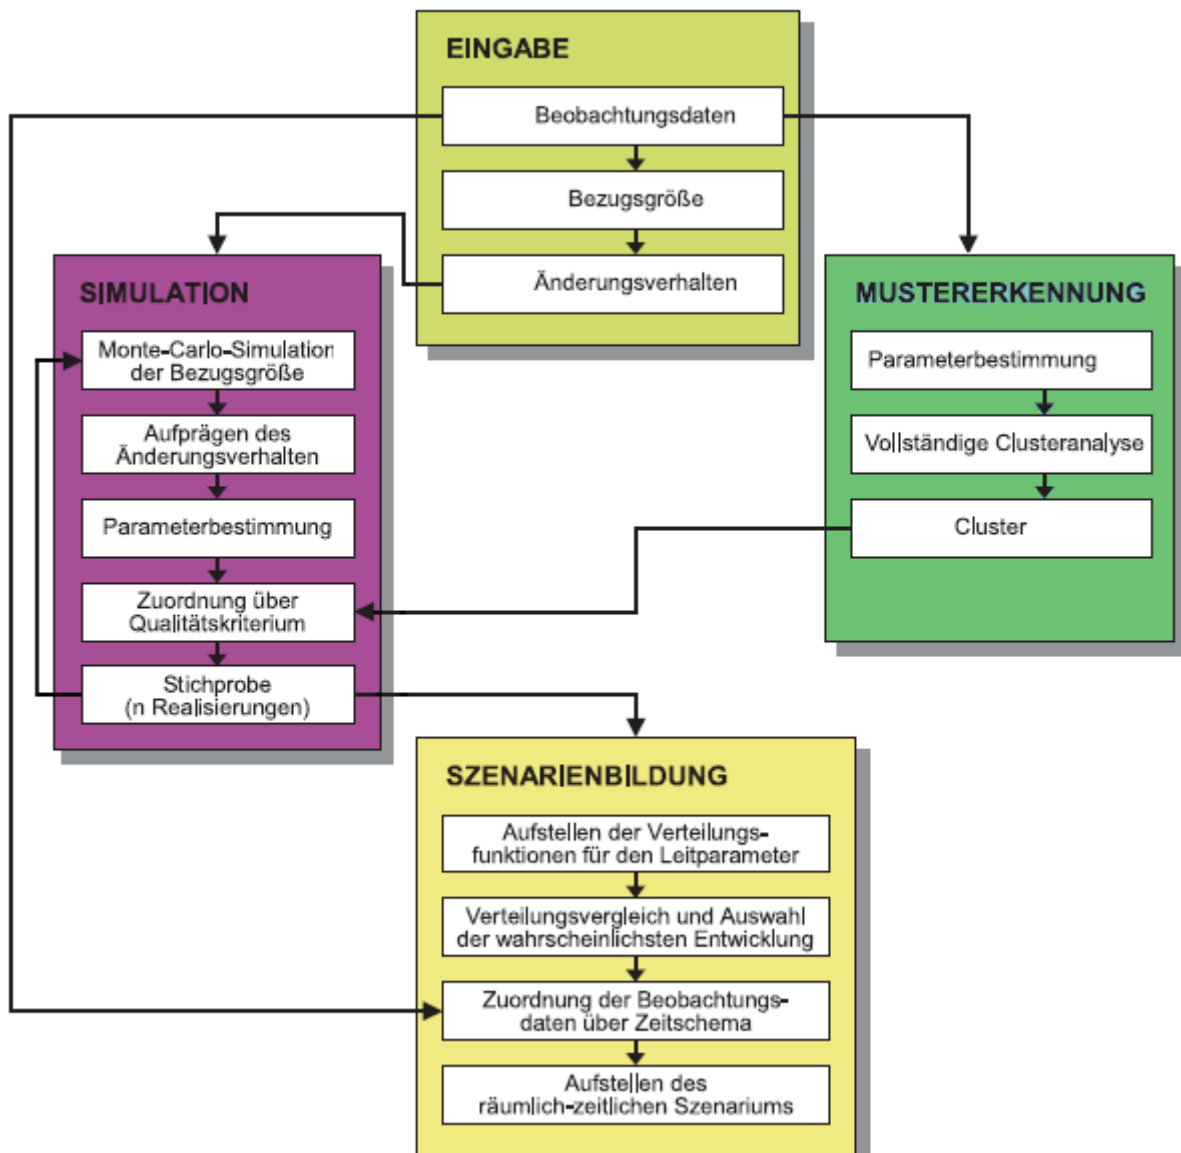 EINGABE
Beobachtungsdaten
Bezugsgröße
Änderungsverhalten
SIMULATION
Monte-Carlo-Simulation
der Bezugsgröße
Aufprägen des
Änderungsverhalten
Parameterbestimmung
Zuordnung über
Qualitätskriterium
Stichprobe
(n Realisierungen)
MUSTERERKENNUNG
Parameterbestimmung
Vollständige Clusteranalyse
Cluster
SZENARIENBILDUNG
Aufstellen der Verteilungs-
funktionen für den Leitparameter
Verteilungsvergleich und Auswahl
der wahrscheinlichsten Entwicklung
Zuordnung der Beobachtungs-
daten über Zeitschema
Aufstellen des
räumlich-zeitlichen Szenariums